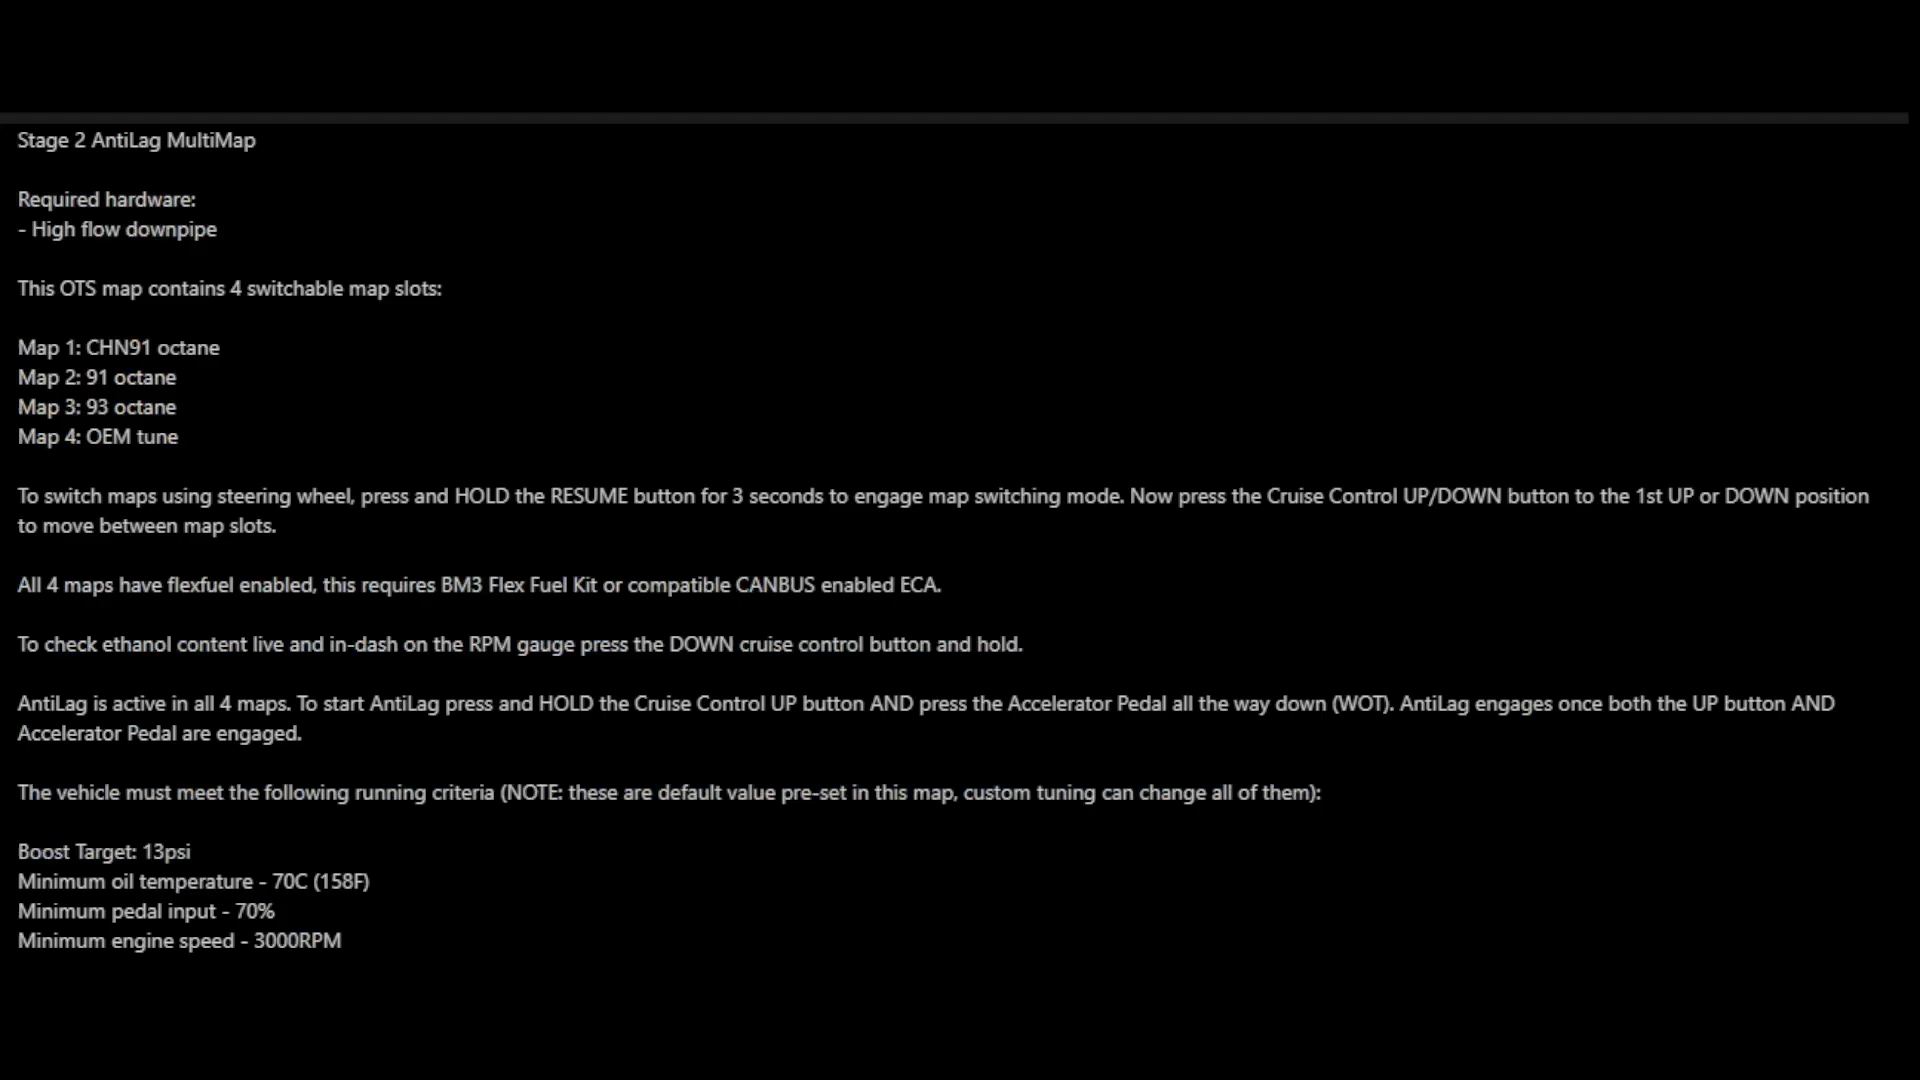 Stage 2 AntiLag MultiMap
Required hardware:
- High flow downpipe
This OTS map contains 4 switchable map slots:
Map 1: CHN91 octane
Map 2: 91 octane
Map 3: 93 octane
Map 4: OEM tune
To switch maps using steering wheel, press and HOLD the RESUME button for 3 seconds to engage map switching mode. Now press the Cruise Control UP/DOWN button to the 1st UP or DOWN position
to move between map slots.
All 4 maps have flexfuel enabled, this requires BM3 Flex Fuel Kit or compatible CANBUS enabled ECA.
To check ethanol content live and in-dash on the RPM gauge press the DOWN cruise control button and hold.
AntiLag is active in all 4 maps. To start AntiLag press and HOLD the Cruise Control UP button AND press the Accelerator Pedal all the way down (WOT). AntiLag engages once both the UP button AND
Accelerator Pedal are engaged.
The vehicle must meet the following running criteria (NOTE: these are default value pre-set in this map, custom tuning can change all of them):
Boost Target: 13psi
Minimum oil temperature - 70C (158F)
Minimum pedal input - 70%
Minimum engine speed - 3000RPM